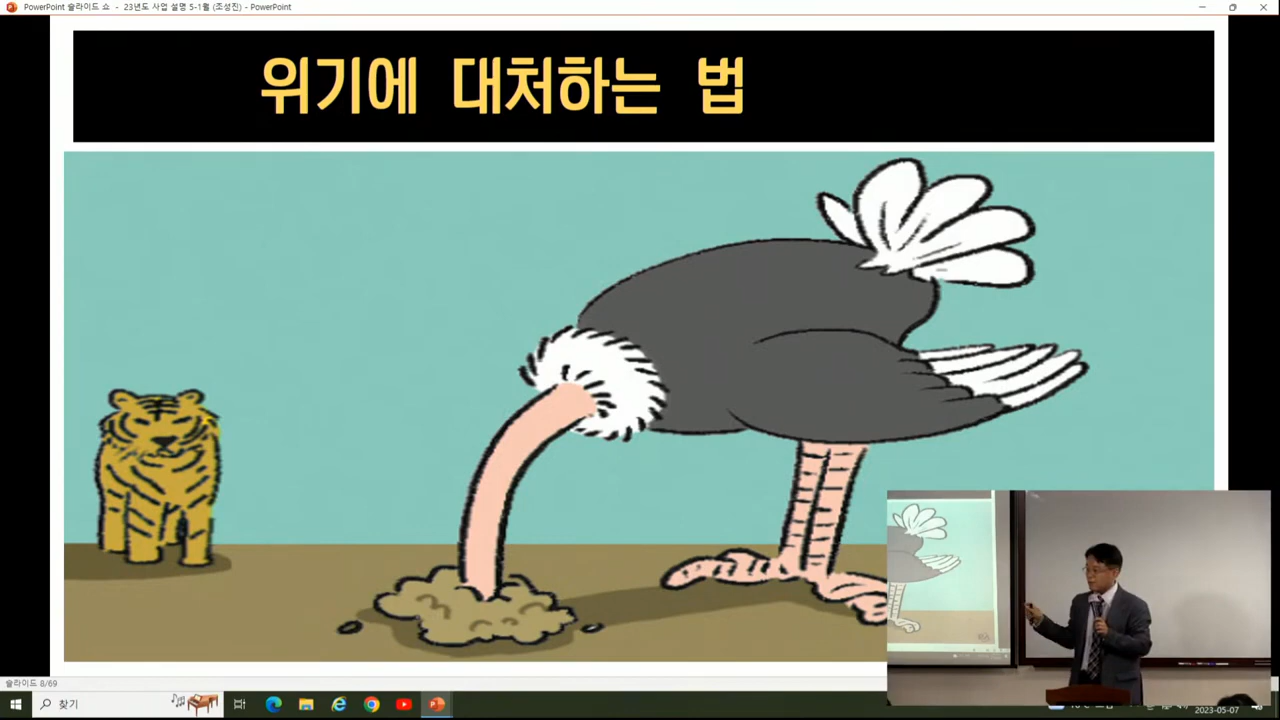 PowerPoint 슬라이드 쇼 - 23년도 사업 설명 5-1월 (조성진) - PowerPoint
위기에 대처하는 법
슬라이드 8/69
찾기
2023-05-07